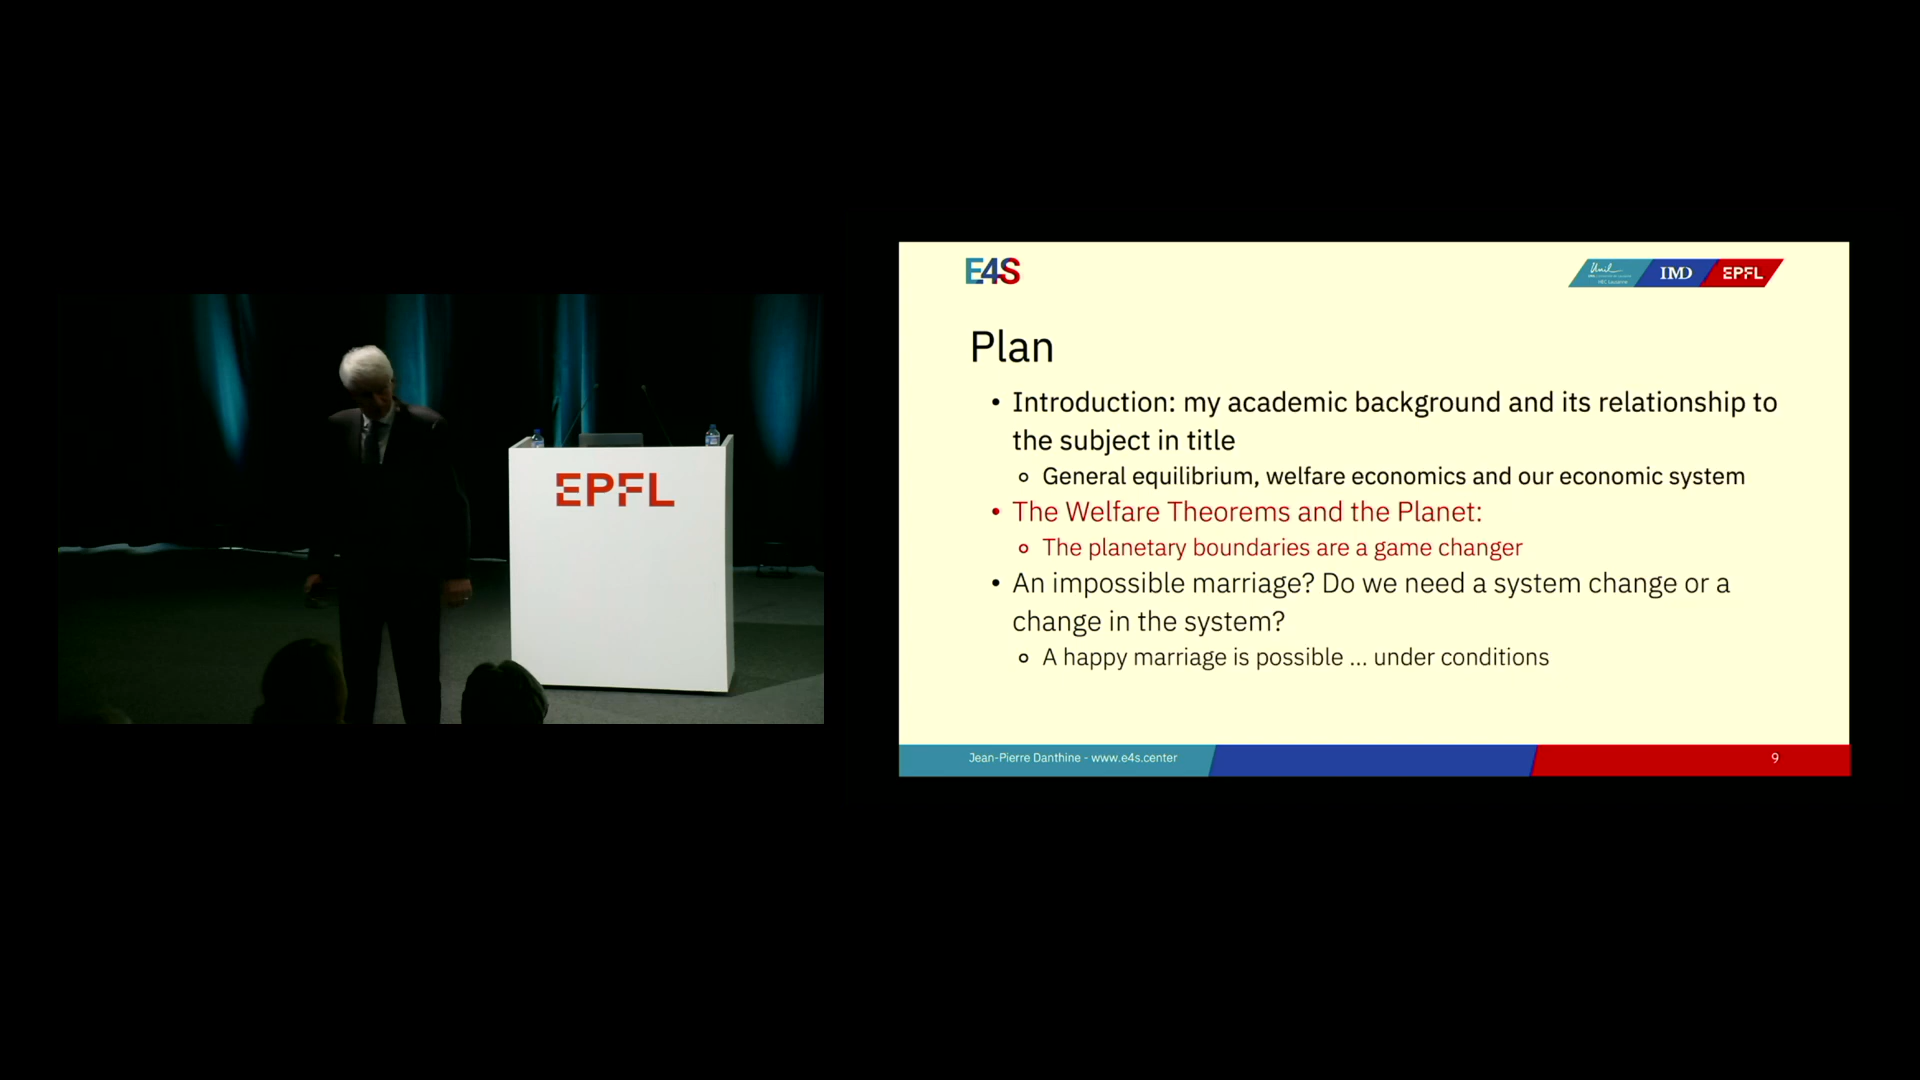 EPFL
E4S
Unil
HEC Lausanne
IMD
EPFL
Plan
• Introduction: my academic background and its relationship to
the subject in title
General equilibrium, welfare economics and our economic system
• The Welfare Theorems and the Planet:
The planetary boundaries are a game changer
• An impossible marriage? Do we need a system change or a
change in the system?
A happy marriage is possible ... under conditions
Jean-Pierre Danthine - www.e4s.center
9